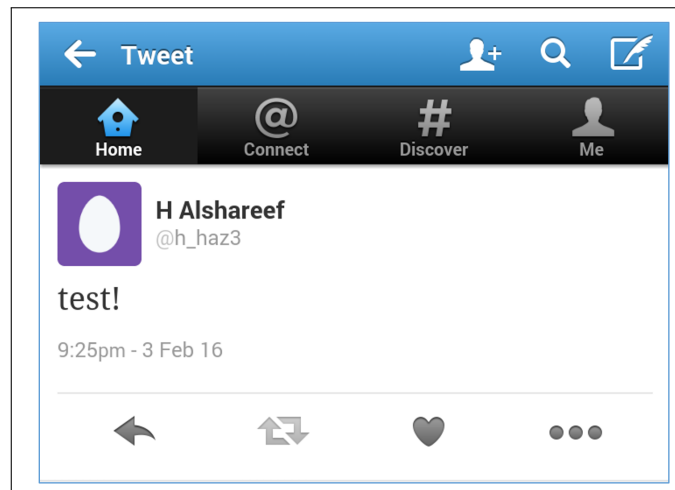 Tweet
Home
Connect
Discover
Me
H Alshareef
@h_haz3
test!
9:25pm - 3 Feb 16